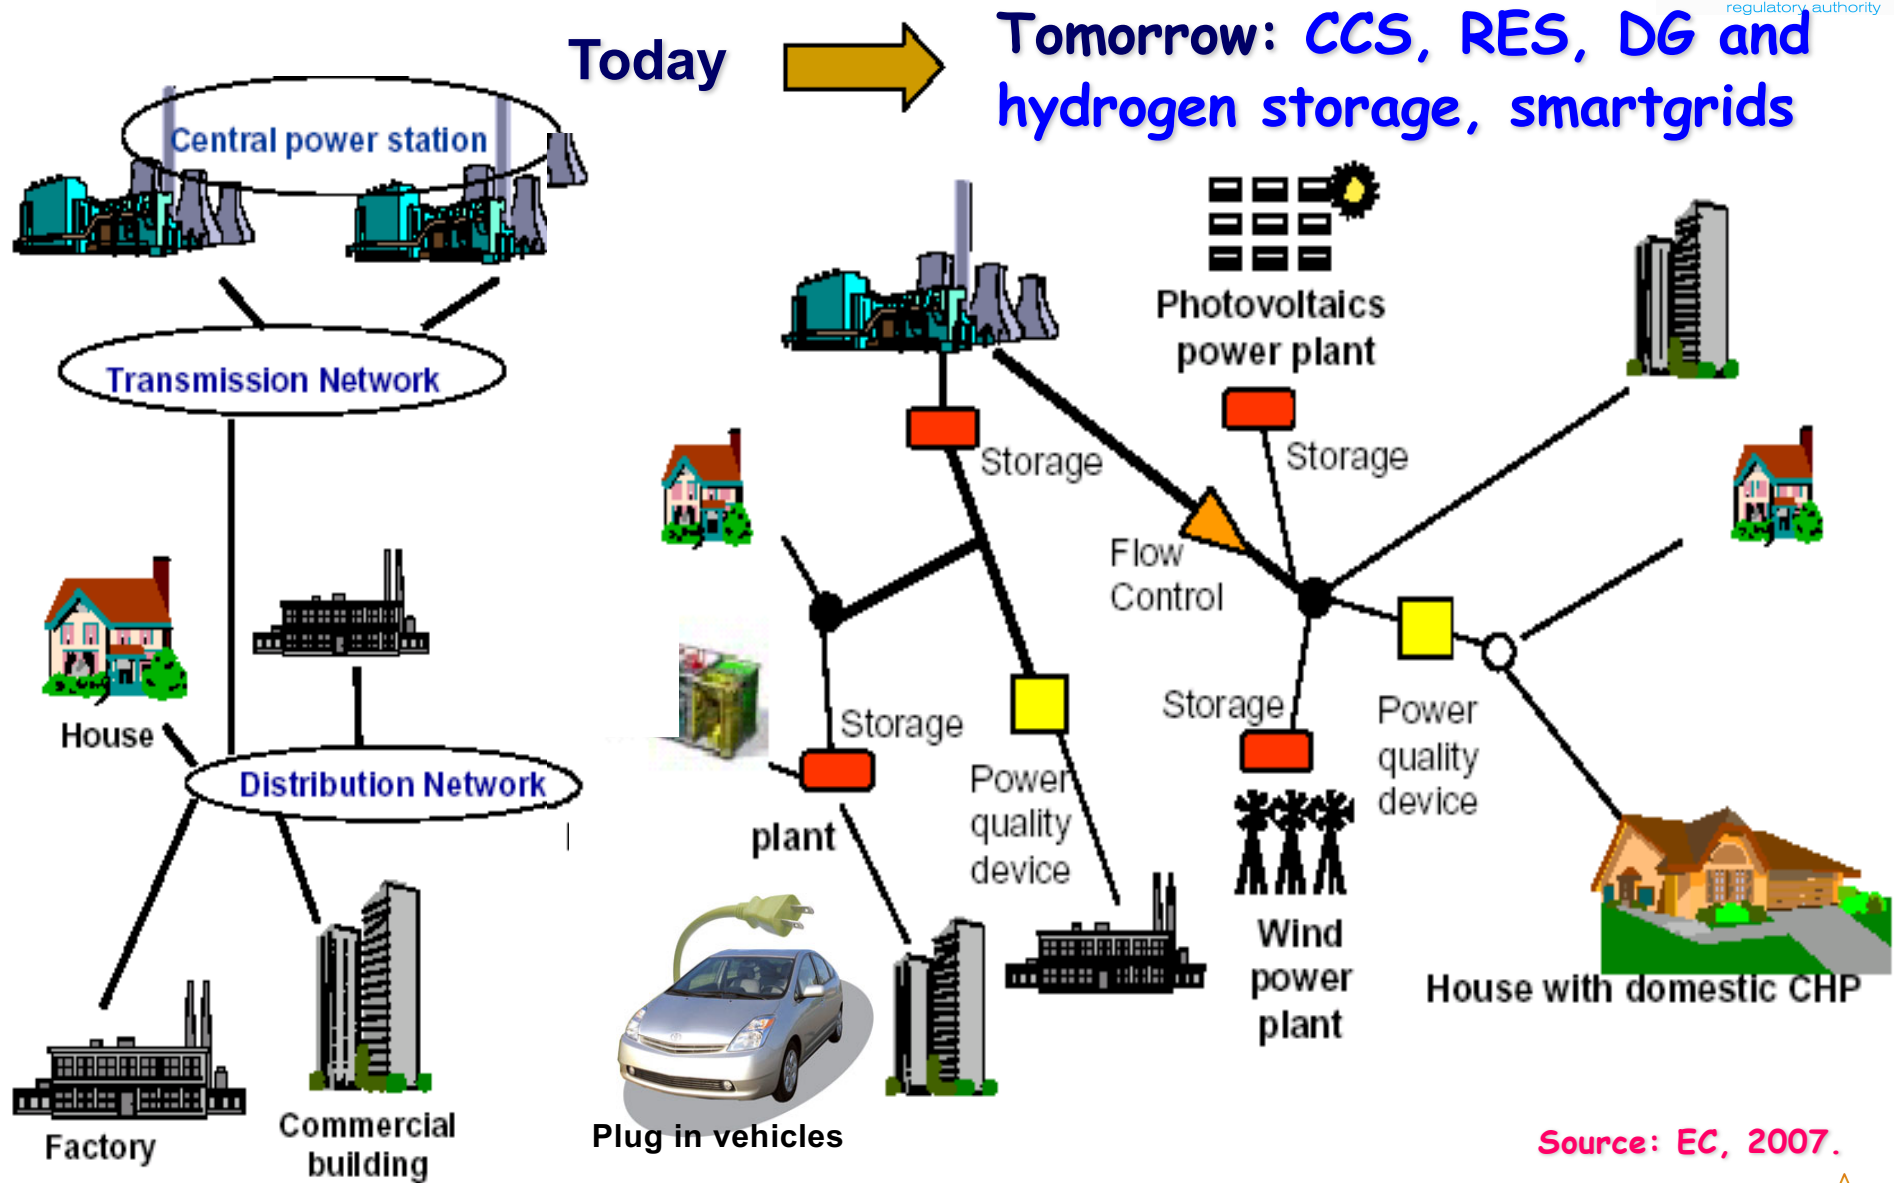 regulatory authority
Today
Tomorrow: CCS, RES, DG and
hydrogen storage, smartgrids
Central power station
Transmission Network
House
Distribution Network
Factory
Commercial
building
Photovoltaics
power plant
Storage
Storage
Flow
Control
Storage
Storage
Power
quality
device
Power
quality
device
plant
Wind
power
plant
House with domestic CHP
Plug in vehicles
Source: EC, 2007.